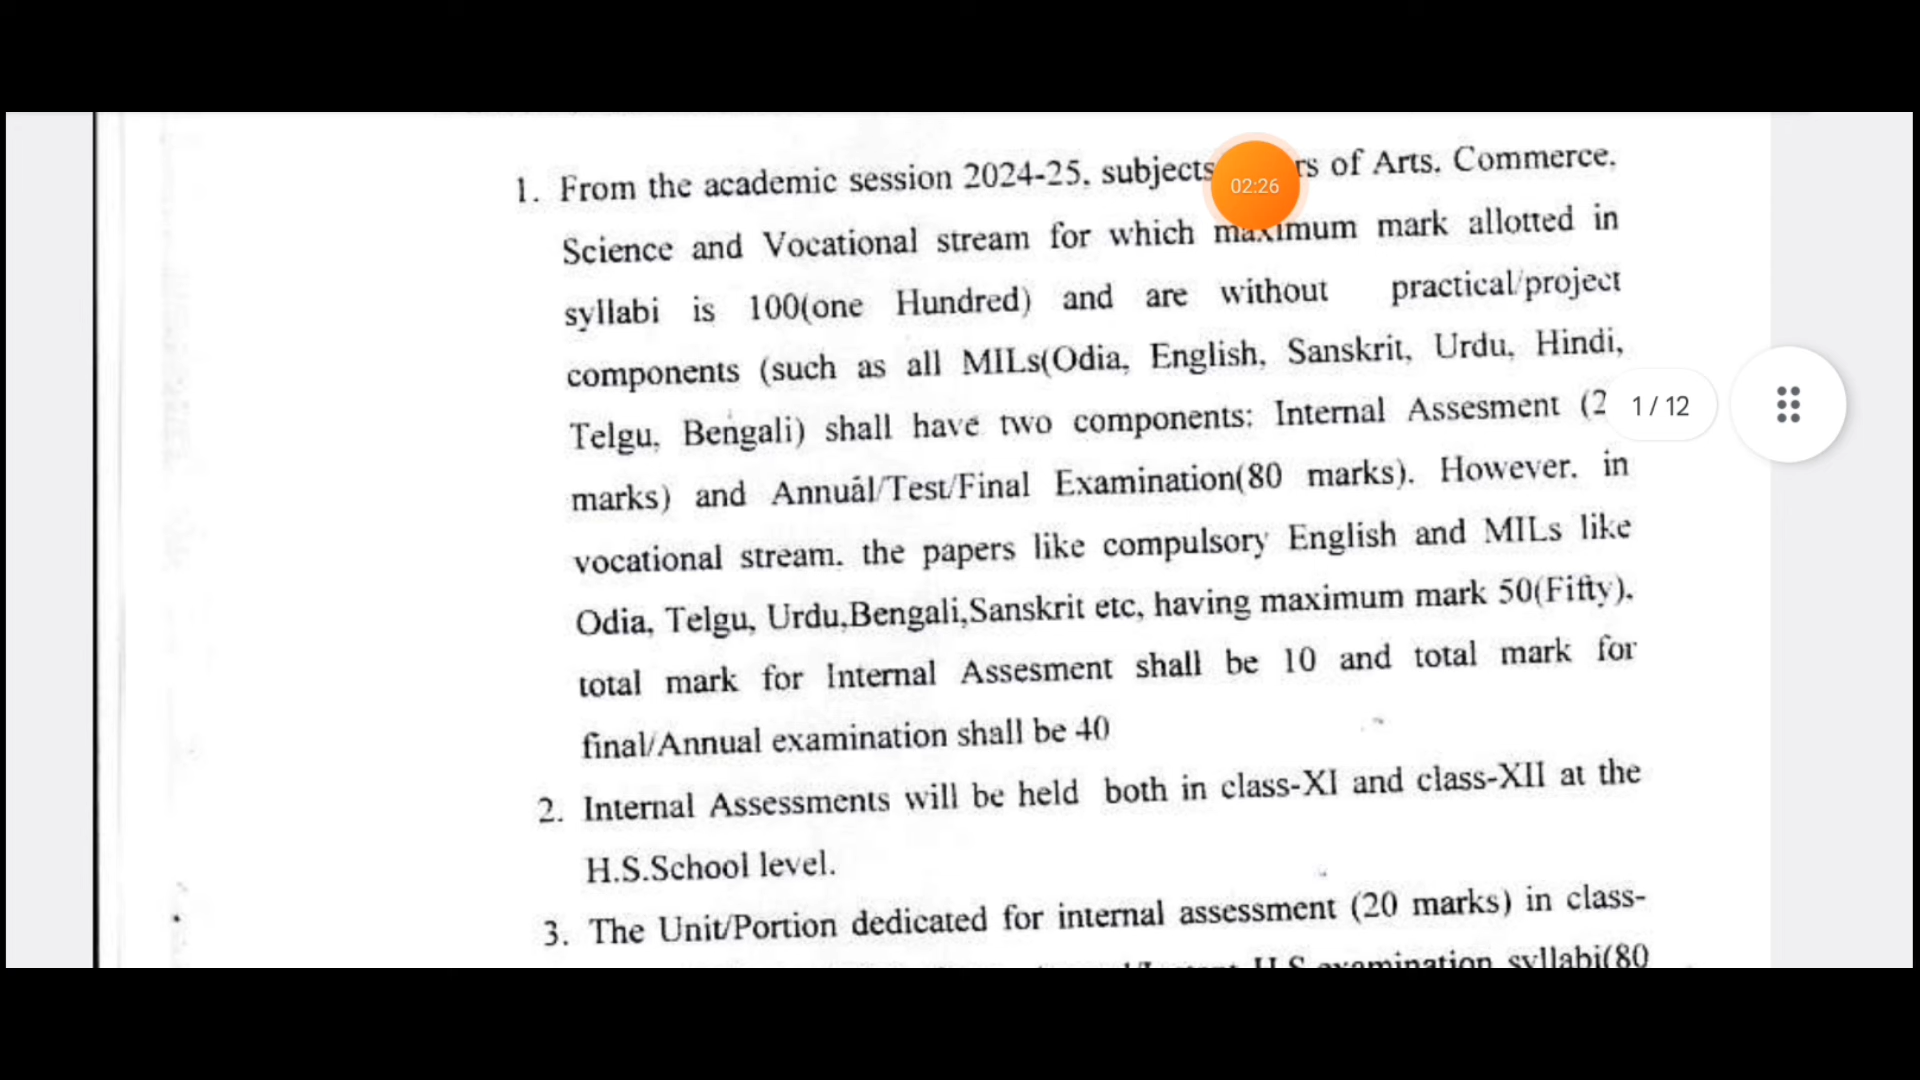 1. From the academic session 2024-25, subjects rs of Arts. Commerce,
02:26
Science and Vocational stream for which maximum mark allotted in
syllabi is 100(one Hundred) and are without practical/project
components (such as all MILs(Odia, English, Sanskrit, Urdu, Hindi,
Telgu, Bengali) shall have two components: Internal Assesment (2
1 / 12
marks) and Annual/Test/Final Examination(80 marks). However, in
vocational stream, the papers like compulsory English and MILs like
Odia, Telgu, Urdu,Bengali,Sanskrit etc, having maximum mark 50(Fifty),
total mark for Internal Assesment shall be 10 and total mark for
final/Annual examination shall be 40
2. Internal Assessments will be held both in class-XI and class-XII at the
H.S.School level.
3. The Unit/Portion dedicated for internal assessment (20 marks) in class-
H.S examination syllabi(80